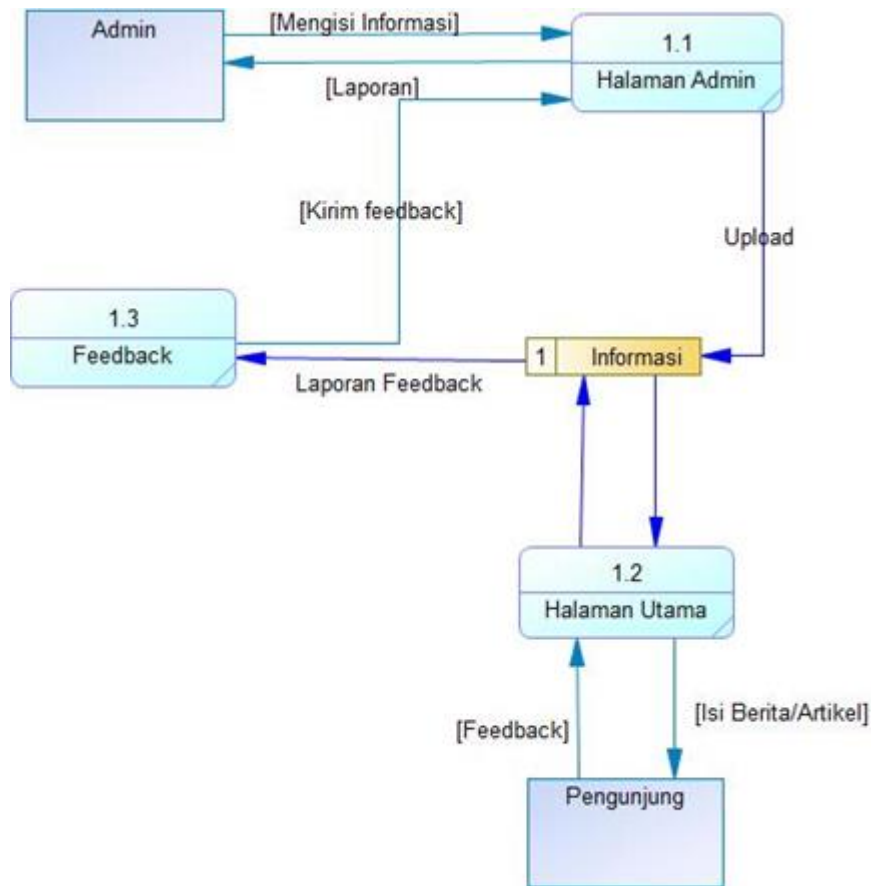 Admin
[Mengisi Informasi]
1.1
Halaman Admin
[Laporan]
[Kirim feedback]
Upload
1.3
Feedback
1
Informasi
Laporan Feedback
1.2
Halaman Utama
[Feedback]
[Isi Berita/Artikel]
Pengunjung